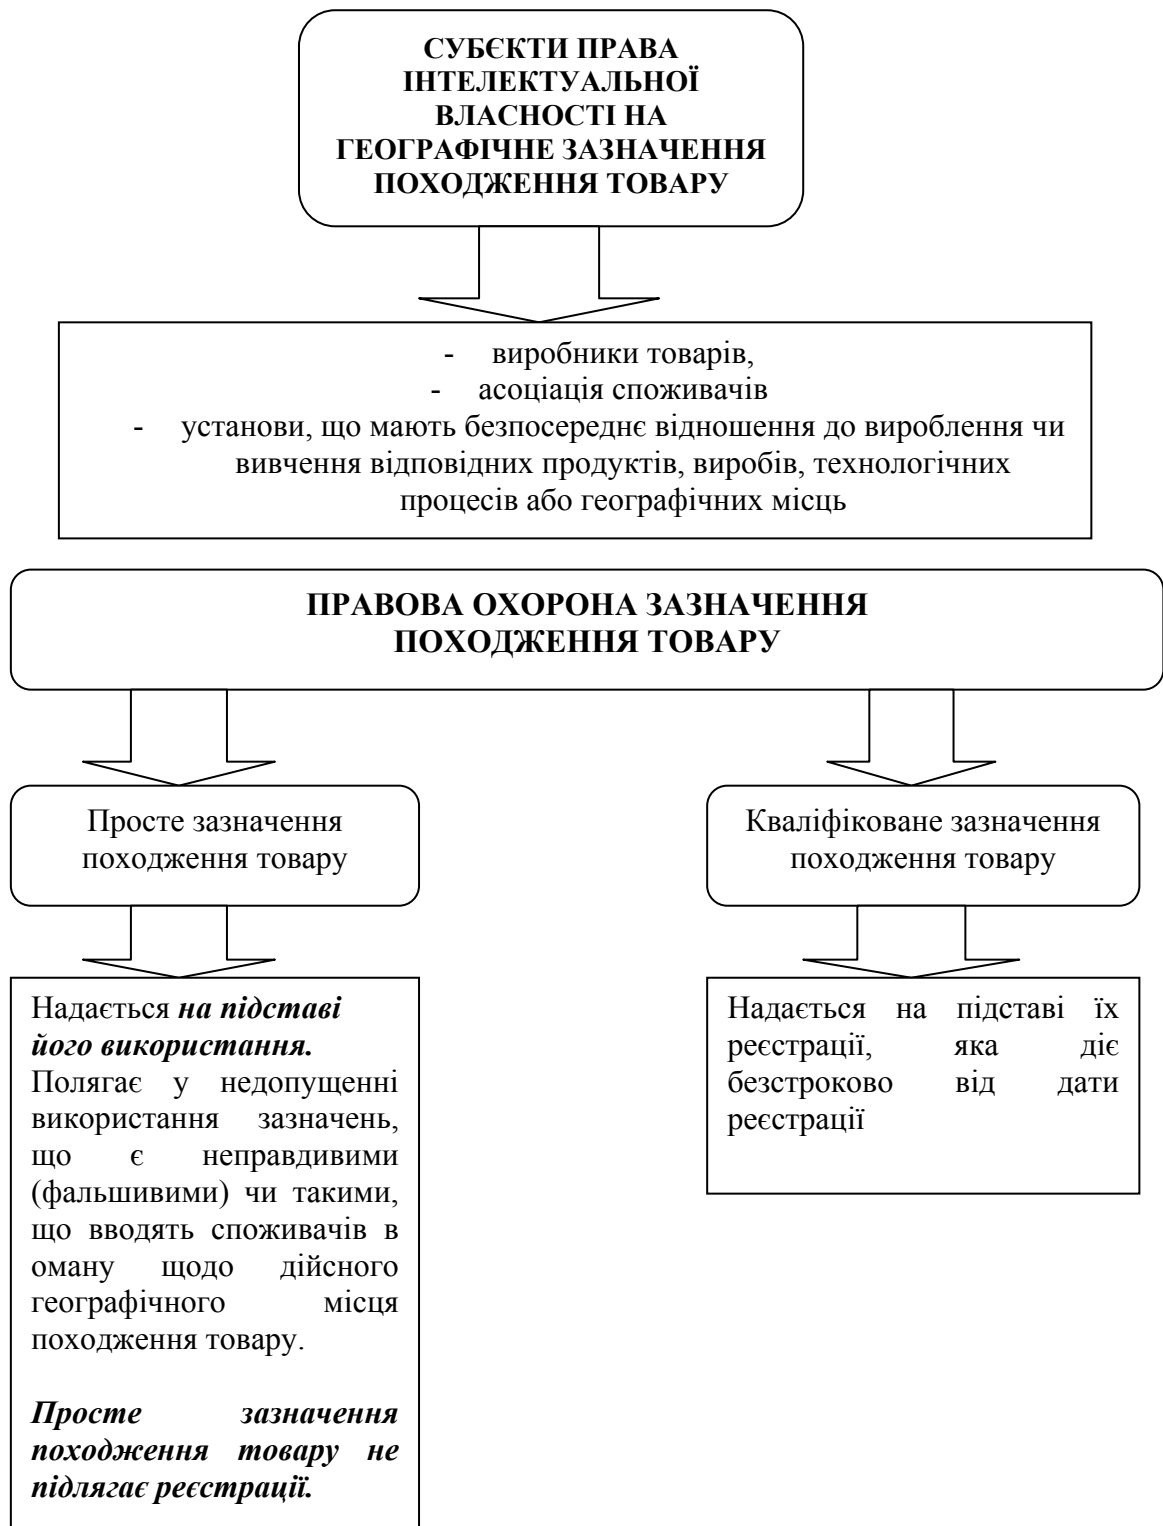 СУБЄКТИ ПРАВА
ІНТЕЛЕКТУАЛЬНОЇ
ВЛАСНОСТІ НА
ГЕОГРАФІЧНЕ ЗАЗНАЧЕННЯ
ПОХОДЖЕННЯ ТОВАРУ
- виробники товарів,
- асоціація споживачів
- установи, що мають безпосереднє відношення до вироблення чи
вивчення відповідних продуктів, виробів, технологічних
процесів або географічних місць
ПРАВОВА ОХОРОНА ЗАЗНАЧЕННЯ
ПОХОДЖЕННЯ ТОВАРУ
Просте зазначення
походження товару
Кваліфіковане зазначення
походження товару
Надається на підставі
його використання.
Полягає у недопущенні
використання зазначень,
що є неправдивими
(фальшивими) чи такими,
що вводять споживачів в
оману щодо дійсного
географічного місця
походження товару.
Просте зазначення
походження товару не
підлягає реєстрації.
Надається на підставі їх
реєстрації, яка діє
безстроково від дати
реєстрації